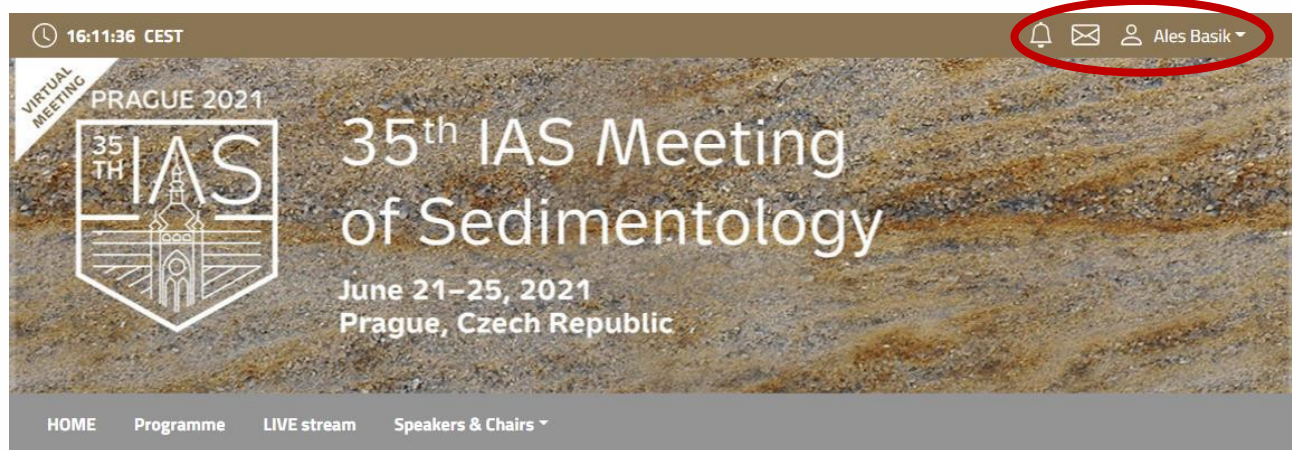 16:11:36 CEST
Ales Basik
VIRTUAL
MEETING
PRAGUE 2021
35
TH
IAS
35th IAS Meeting
of Sedimentology
June 21–25, 2021
Prague, Czech Republic
HOME Programme LIVE stream Speakers & Chairs